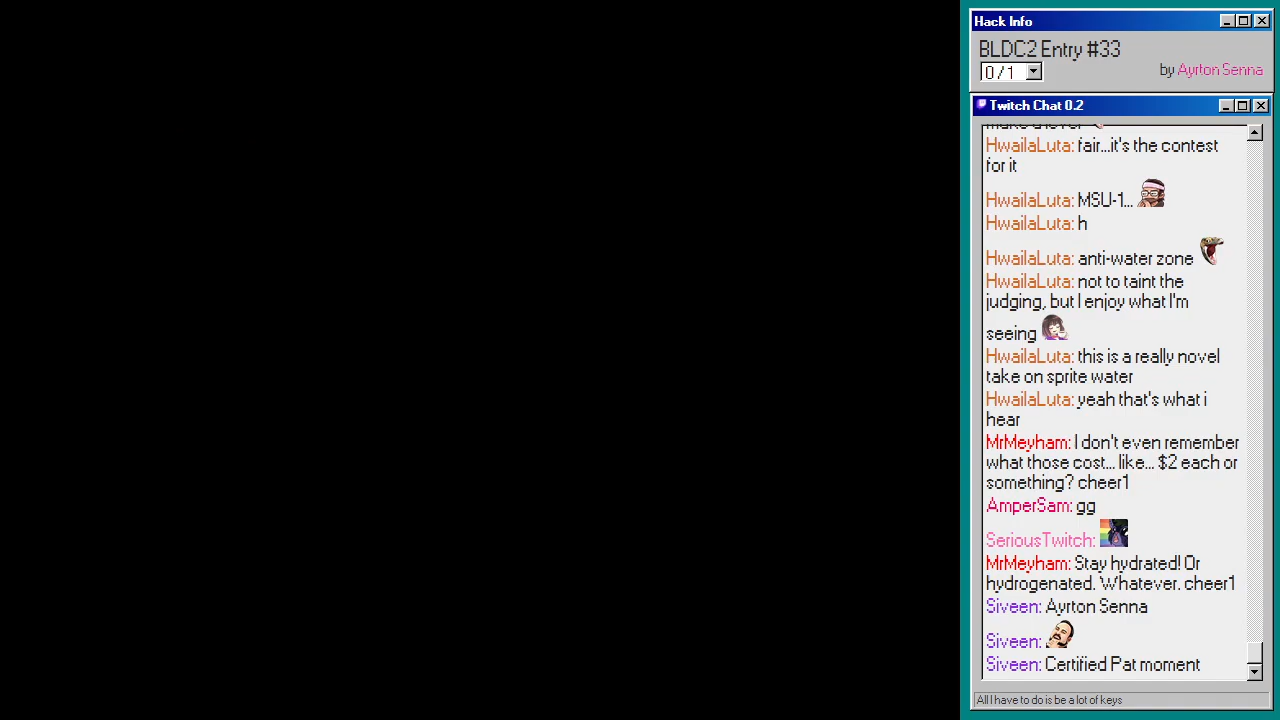 Hack Info
BLDC2 Entry #33
0/1
by Ayrton Senna
Twitch Chat 0.2
HwailaLuta: fair...it's the contest
for it
HwailaLuta: MSU-1...
HwailaLuta: h
HwailaLuta: anti-water zone
HwailaLuta: not to taint the
judging, but I enjoy what I'm
seeing
HwailaLuta: this is a really novel
take on sprite water
HwailaLuta: yeah that's what i
hear
MrMeyham: I don't even remember
what those cost... like... $2 each or
something? cheer1
AmperSam: gg
SeriousTwitch:
MrMeyham: Stay hydrated! Or
hydrogenated. Whatever. cheer1
Siveen: Ayrton Senna
Siveen:
Siveen: Certified Pat moment
All I have to do is be a lot of keys